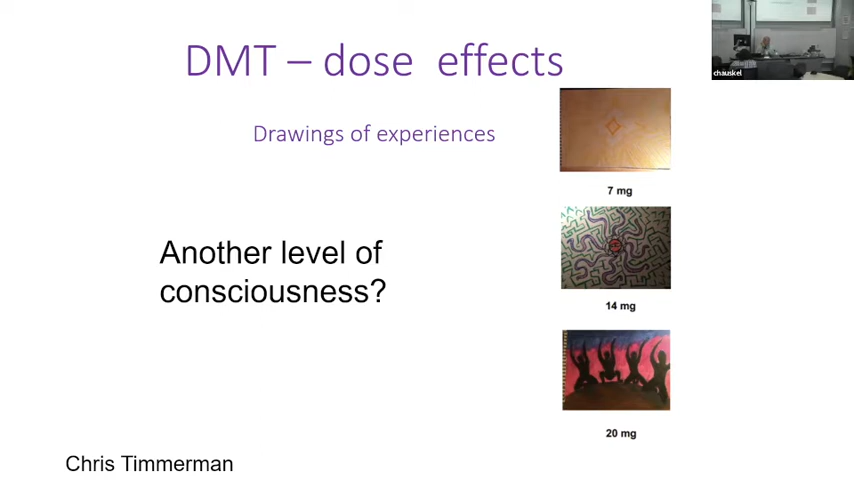 DMT – dose effects
chauskel
Drawings of experiences
7 mg
Another level of
consciousness?
14 mg
20 mg
Chris Timmerman